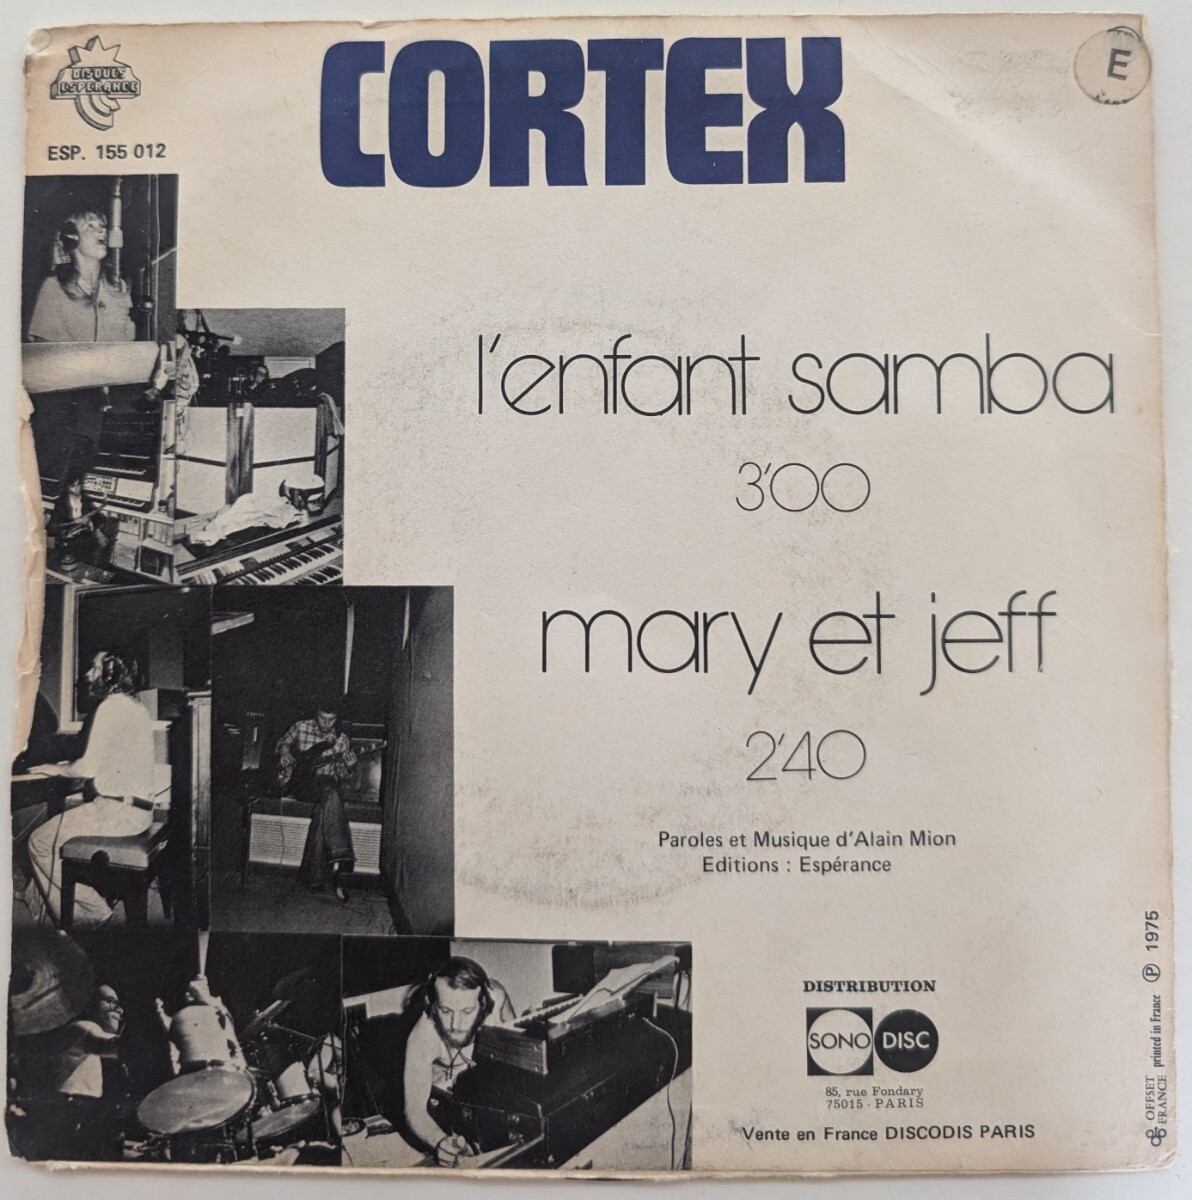 DISQUES
ESPERANCE
ESP. 155 012
CORTEX
E
l'enfant samba
3'00
mary et jeff
2'40
Paroles et Musique d'Alain Mion
Editions : Espérance
DISTRIBUTION
SONO DISC
85, rue Fondary
75015 - PARIS
Vente en France DISCODIS PARIS
OFFSET
FRANCE
printed in France
℗ 1975